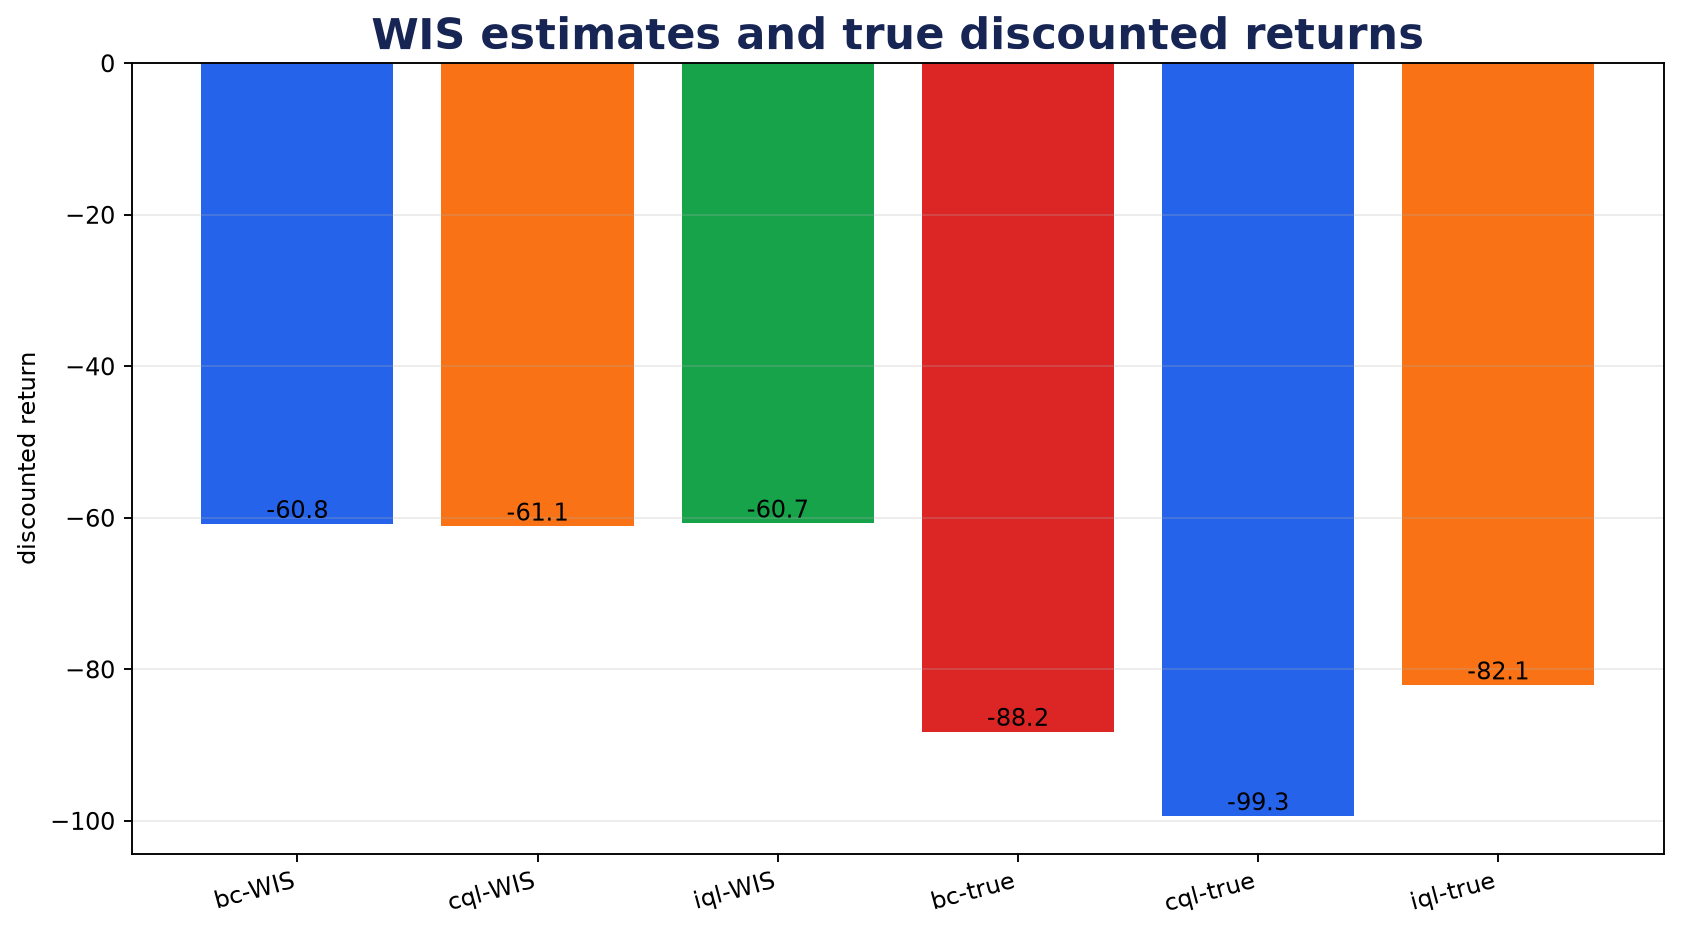 WIS estimates and true discounted returns
0
−20
−40
−60
−80
−100
discounted return
-60.8
-61.1
-60.7
-88.2
-99.3
-82.1
bc-WIS
cql-WIS
iql-WIS
bc-true
cql-true
iql-true